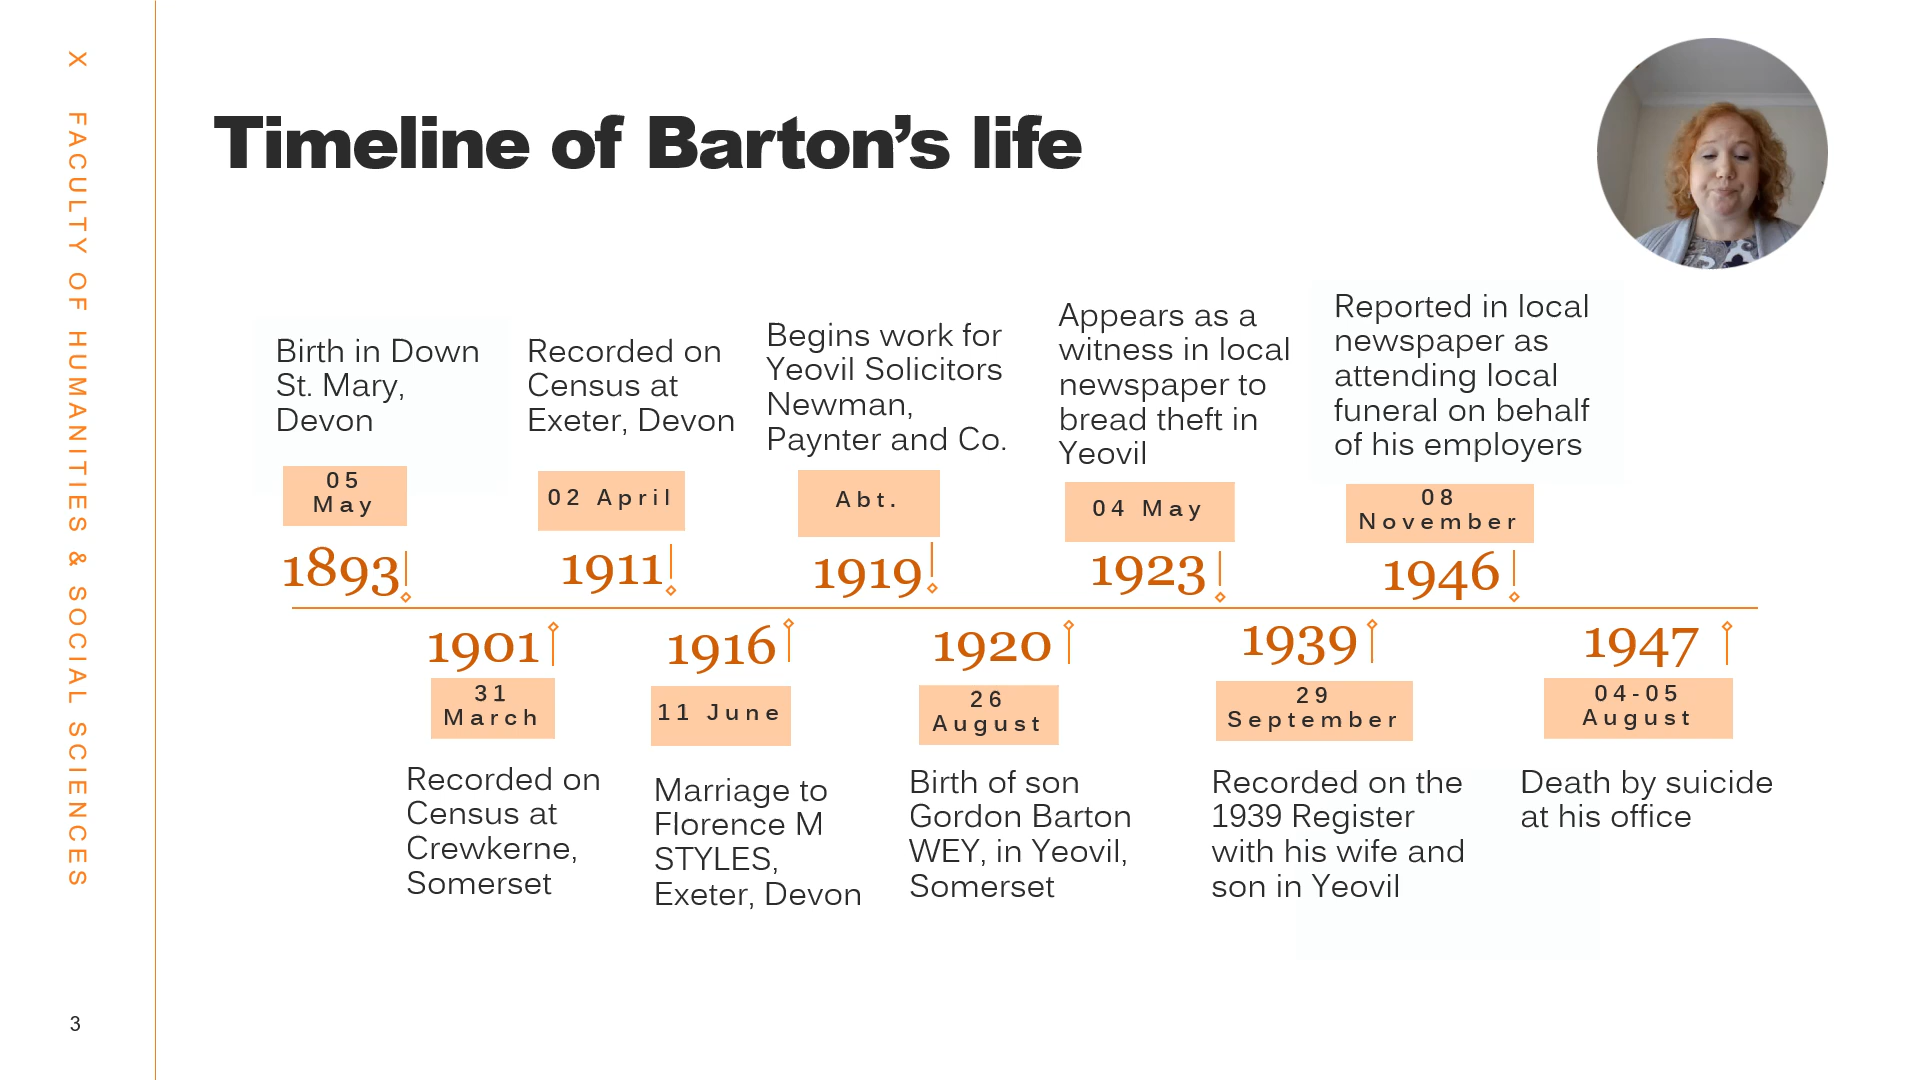 X FACULTY OF HUMANITIES & SOCIAL SCIENCES
Timeline of Barton’s life
Birth in Down
St. Mary,
Devon
05
May
1893
Recorded on
Census at
Exeter, Devon
02 April
1911
Begins work for
Yeovil Solicitors
Newman,
Paynter and Co.
Abt.
1919
Appears as a
witness in local
newspaper to
bread theft in
Yeovil
04 May
1923
Reported in local
newspaper as
attending local
funeral on behalf
of his employers
08
November
1946
1901
31
March
Recorded on
Census at
Crewkerne,
Somerset
1916
11 June
Marriage to
Florence M
STYLES,
Exeter, Devon
1920
26
August
Birth of son
Gordon Barton
WEY, in Yeovil,
Somerset
1939
29
September
Recorded on the
1939 Register
with his wife and
son in Yeovil
1947
04-05
August
Death by suicide
at his office
3